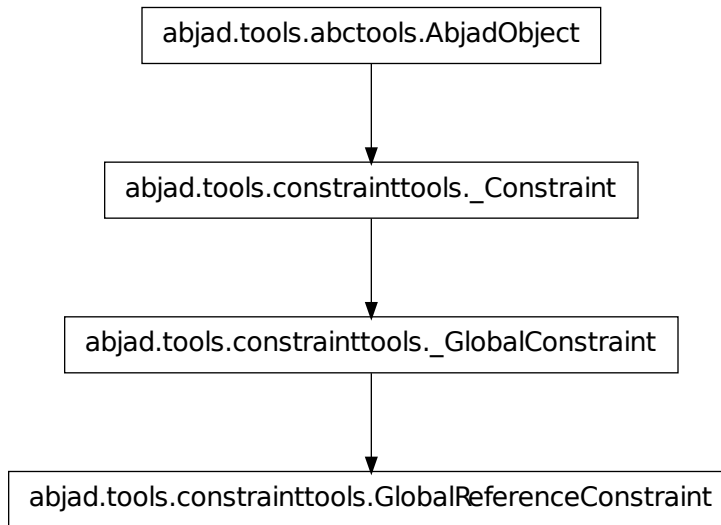 abjad.tools.abctools.AbjadObject
abjad.tools.constrainttools._Constraint
abjad.tools.constrainttools._GlobalConstraint
abjad.tools.constrainttools.GlobalReferenceConstraint